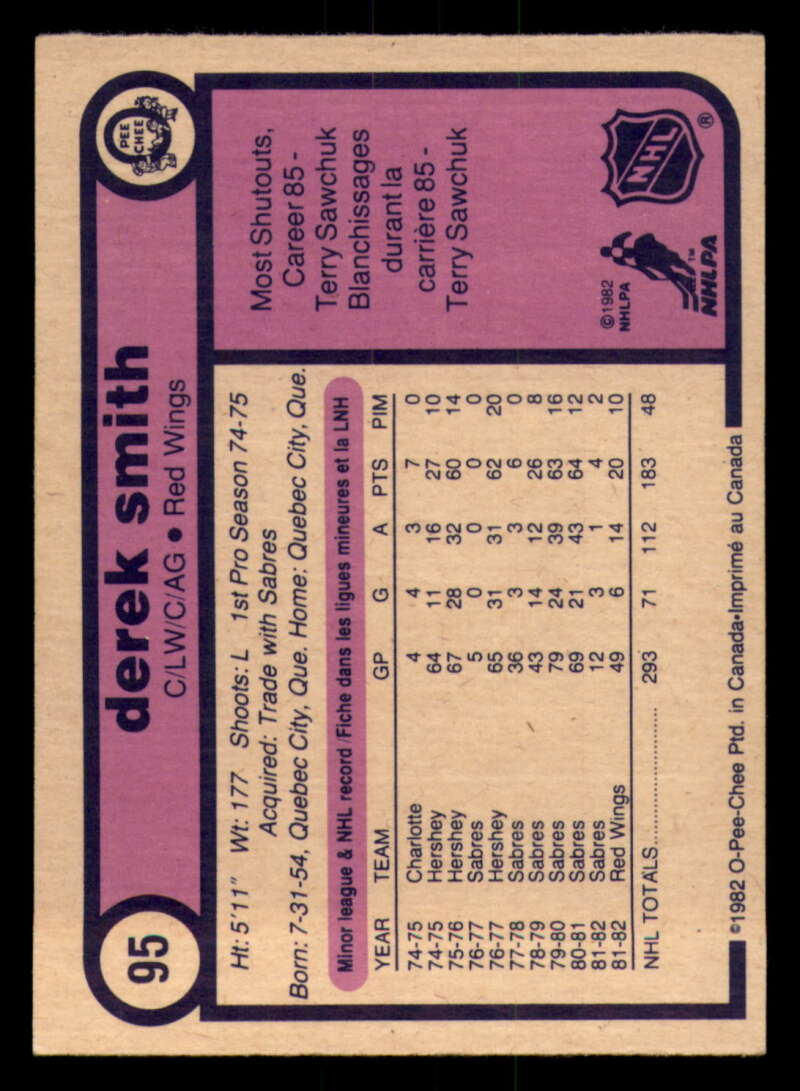 95
derek smith
C/LW/C/AG • Red Wings
O
PEE
CHEE
Ht: 5'11" Wt: 177 Shoots: L 1st Pro Season 74-75
Acquired: Trade with Sabres
Born: 7-31-54, Quebec City, Que. Home: Quebec City, Que.
Minor league & NHL record/Fiche dans les ligues mineures et la LNH
YEAR TEAM GP G A PTS PIM
74-75 Charlotte 4 4 3 7 0
74-75 Hershey 64 11 16 27 10
75-76 Hershey 67 28 32 60 14
76-77 Sabres 5 0 0 0 0
76-77 Hershey 65 31 31 62 20
77-78 Sabres 36 3 3 6 0
78-79 Sabres 43 14 12 26 8
79-80 Sabres 79 24 39 63 16
80-81 Sabres 69 21 43 64 12
81-82 Sabres 12 3 1 4 2
81-82 Red Wings 49 6 14 20 10
NHL TOTALS 293 71 112 183 48
Most Shutouts,
Career 85 -
Terry Sawchuk
Blanchissages
durant la
carrière 85 -
Terry Sawchuk
©1982
NHLPA
NHLPA™
NHL®
©1982 O-Pee-Chee Ptd. in Canada•Imprimé au Canada